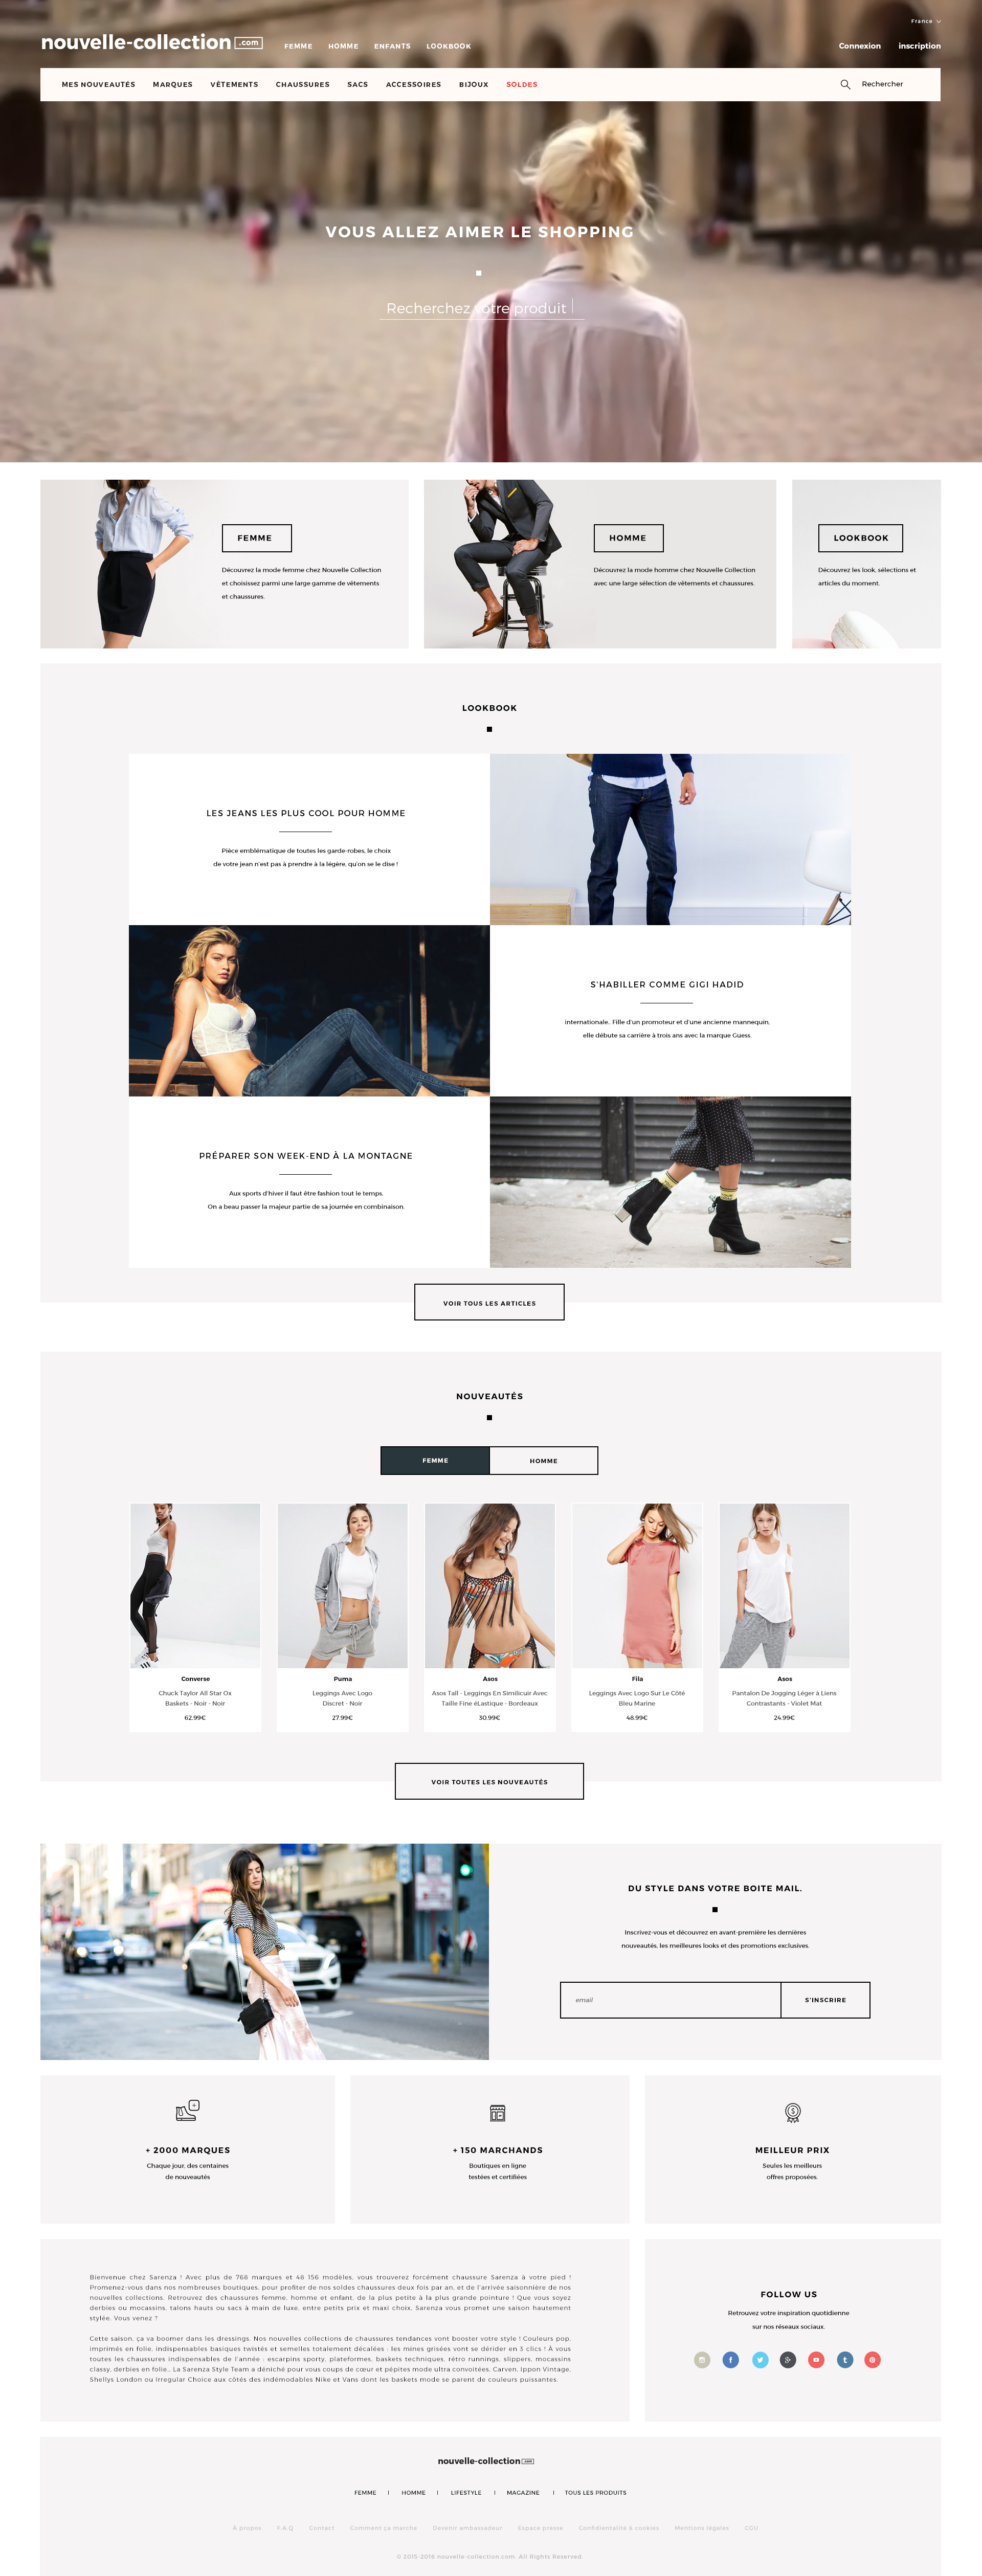 France
nouvelle-collection .com
FEMME HOMME ENFANTS LOOKBOOK
Connexion inscription
MES NOUVEAUTÉS MARQUES VÊTEMENTS CHAUSSURES SACS ACCESSOIRES BIJOUX SOLDES
Rechercher
VOUS ALLEZ AIMER LE SHOPPING
Recherchez votre produit
FEMME
Découvrez la mode femme chez Nouvelle Collection
et choisissez parmi une large gamme de vêtements
et chaussures.
HOMME
Découvrez la mode homme chez Nouvelle Collection
avec une large sélection de vêtements et chaussures.
LOOKBOOK
Découvrez les look, sélections et
articles du moment.
LOOKBOOK
LES JEANS LES PLUS COOL POUR HOMME
Pièce emblématique de toutes les garde-robes, le choix
de votre jean n'est pas à prendre à la légère, qu'on se le dise !
S'HABILLER COMME GIGI HADID
internationale.. Fille d'un promoteur et d'une ancienne mannequin,
elle débute sa carrière à trois ans avec la marque Guess.
PRÉPARER SON WEEK-END À LA MONTAGNE
Aux sports d'hiver il faut être fashion tout le temps.
On a beau passer la majeur partie de sa journée en combinaison.
VOIR TOUS LES ARTICLES
NOUVEAUTÉS
FEMME HOMME
Converse
Chuck Taylor All Star Ox
Baskets - Noir - Noir
62.99€
Puma
Leggings Avec Logo
Discret - Noir
27.99€
Asos
Asos Tall - Leggings En Similicuir Avec
Taille Fine éLastique - Bordeaux
30.99€
Fila
Leggings Avec Logo Sur Le Côté
Bleu Marine
48.99€
Asos
Pantalon De Jogging Léger à Liens
Contrastants - Violet Mat
24.99€
VOIR TOUTES LES NOUVEAUTÉS
DU STYLE DANS VOTRE BOITE MAIL.
Inscrivez-vous et découvrez en avant-première les dernières
nouveautés, les meilleures looks et des promotions exclusives.
email
S'INSCRIRE
+ 2000 MARQUES
Chaque jour, des centaines
de nouveautés
+ 150 MARCHANDS
Boutiques en ligne
testées et certifiées
MEILLEUR PRIX
Seules les meilleurs
offres proposées.
Bienvenue chez Sarenza ! Avec plus de 768 marques et 48 156 modèles, vous trouverez forcément chaussure Sarenza à votre pied !
Promenez-vous dans nos nombreuses boutiques, pour profiter de nos soldes chaussures deux fois par an, et de l'arrivée saisonnière de nos
nouvelles collections. Retrouvez des chaussures femme, homme et enfant, de la plus petite à la plus grande pointure ! Que vous soyez
derbies ou mocassins, talons hauts ou sacs à main de luxe, entre petits prix et maxi choix, Sarenza vous promet une saison hautement
stylée. Vous venez ?
Cette saison, ça va boomer dans les dressings. Nos nouvelles collections de chaussures tendances vont booster votre style ! Couleurs pop,
imprimés en folie, indispensables basiques twistés et semelles totalement décalées : les mines grisées vont se dérider en 3 clics ! À vous
toutes les chaussures indispensables de l'année : escarpins sporty, plateformes, baskets techniques, rétro runnings, slippers, mocassins
classy, derbies en folie... La Sarenza Style Team a déniché pour vous coups de cœur et pépites mode ultra convoitées. Carven, Ippon Vintage,
Shellys London ou Irregular Choice aux côtés des indémodables Nike et Vans dont les baskets mode se parent de couleurs puissantes.
FOLLOW US
Retrouvez votre inspiration quotidienne
sur nos réseaux sociaux.
nouvelle-collection .com
FEMME | HOMME | LIFESTYLE | MAGAZINE | TOUS LES PRODUITS
À propos F.A.Q Contact Comment ça marche Devenir ambassadeur Espace presse Confidentialité & cookies Mentions légales CGU
© 2015-2016 nouvelle-collection.com. All Rights Reserved.